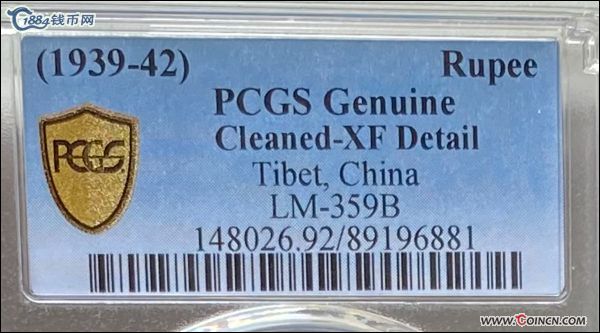 1884钱币网
(1939-42) Rupee
PCGS Genuine
Cleaned-XF Detail
PCGS
Tibet, China
LM-359B
148026.92/89196881
www.COINCN.com